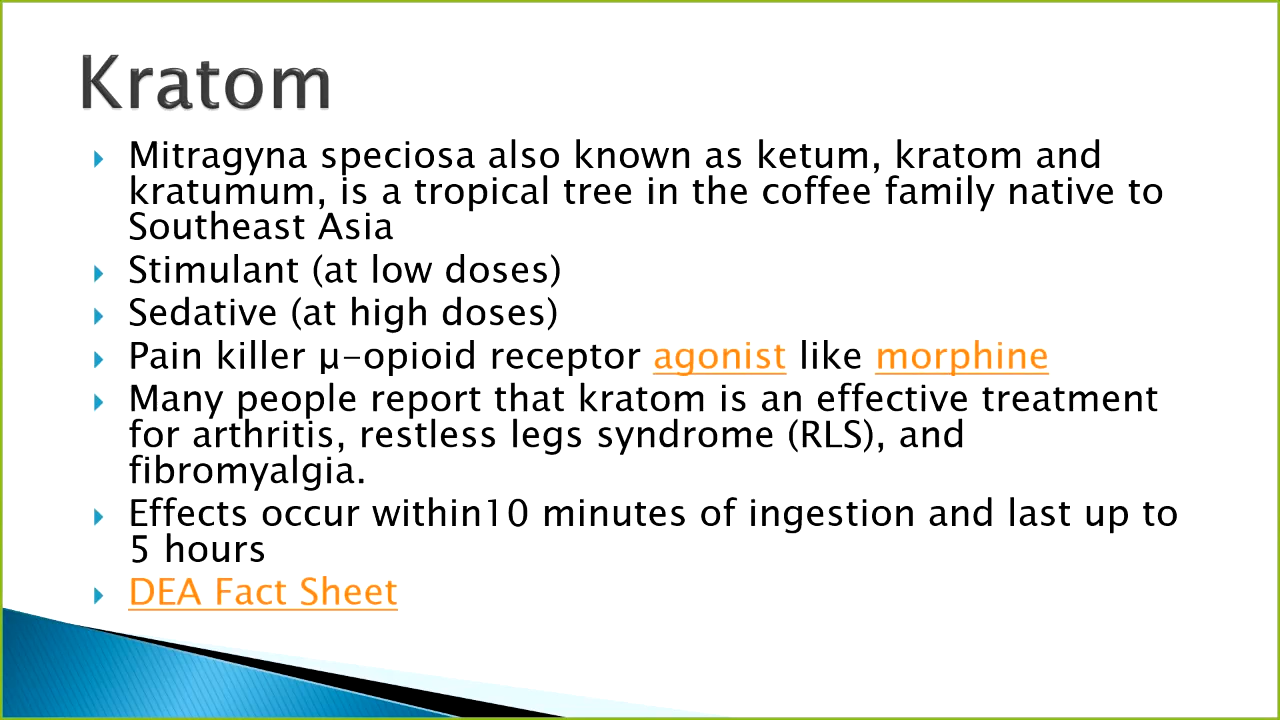 Kratom
Mitragyna speciosa also known as ketum, kratom and
kratumum, is a tropical tree in the coffee family native to
Southeast Asia
Stimulant (at low doses)
Sedative (at high doses)
Pain killer µ-opioid receptor agonist like morphine
Many people report that kratom is an effective treatment
for arthritis, restless legs syndrome (RLS), and
fibromyalgia.
Effects occur within10 minutes of ingestion and last up to
5 hours
DEA Fact Sheet